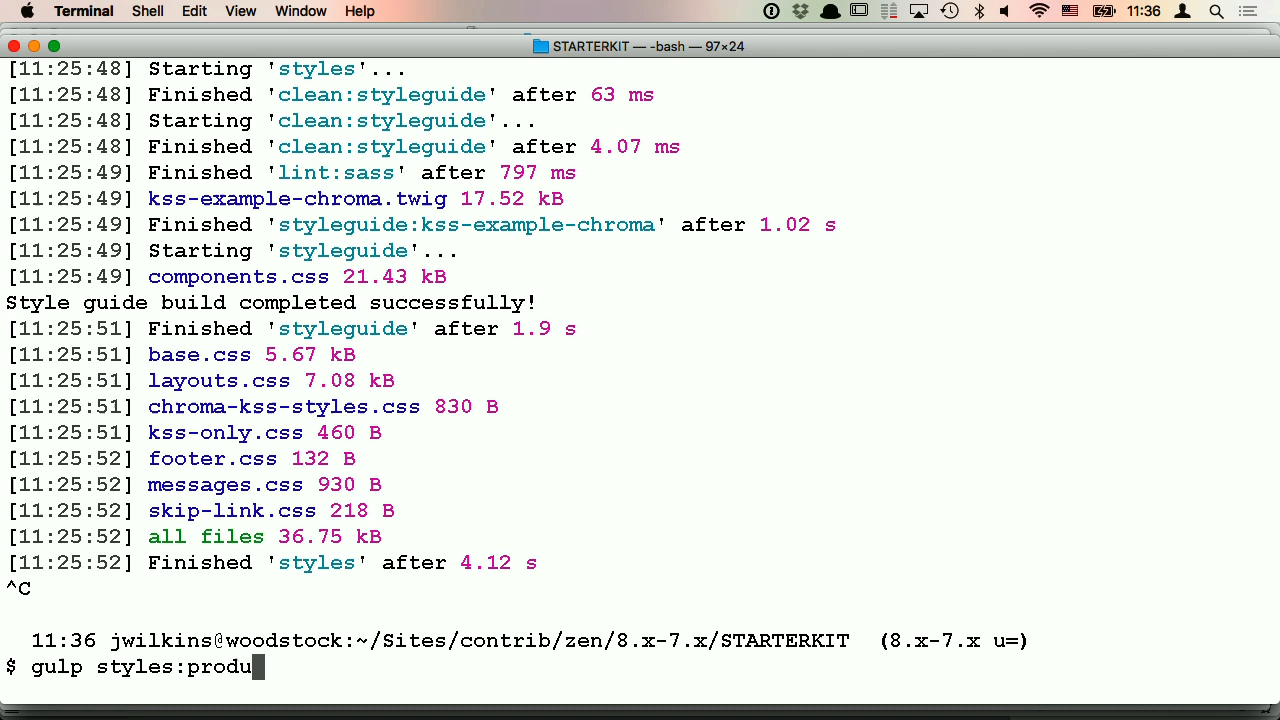 Terminal Shell Edit View Window Help 11:36
STARTERKIT — -bash — 97×24
[11:25:48] Starting 'styles'...
[11:25:48] Finished 'clean:styleguide' after 63 ms
[11:25:48] Starting 'clean:styleguide'...
[11:25:48] Finished 'clean:styleguide' after 4.07 ms
[11:25:49] Finished 'lint:sass' after 797 ms
[11:25:49] kss-example-chroma.twig 17.52 kB
[11:25:49] Finished 'styleguide:kss-example-chroma' after 1.02 s
[11:25:49] Starting 'styleguide'...
[11:25:49] components.css 21.43 kB
Style guide build completed successfully!
[11:25:51] Finished 'styleguide' after 1.9 s
[11:25:51] base.css 5.67 kB
[11:25:51] layouts.css 7.08 kB
[11:25:51] chroma-kss-styles.css 830 B
[11:25:51] kss-only.css 460 B
[11:25:52] footer.css 132 B
[11:25:52] messages.css 930 B
[11:25:52] skip-link.css 218 B
[11:25:52] all files 36.75 kB
[11:25:52] Finished 'styles' after 4.12 s
^C
11:36 jwilkins@woodstock:~/Sites/contrib/zen/8.x-7.x/STARTERKIT (8.x-7.x u=)
$ gulp styles:produ